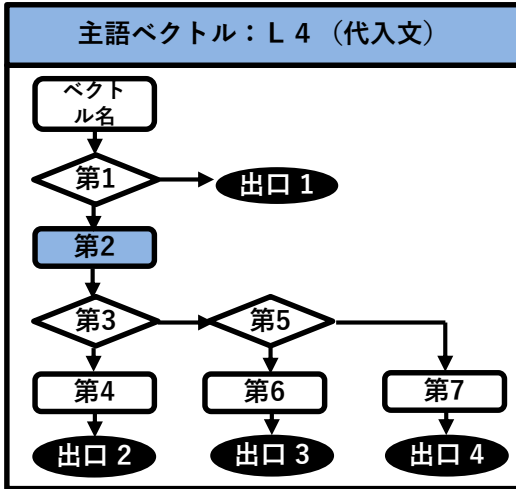 主語ベクトル：Ｌ４（代入文）
ベクト
ル名
第1
出口 1
第2
第3
第5
第4
第6
第7
出口 2
出口 3
出口 4